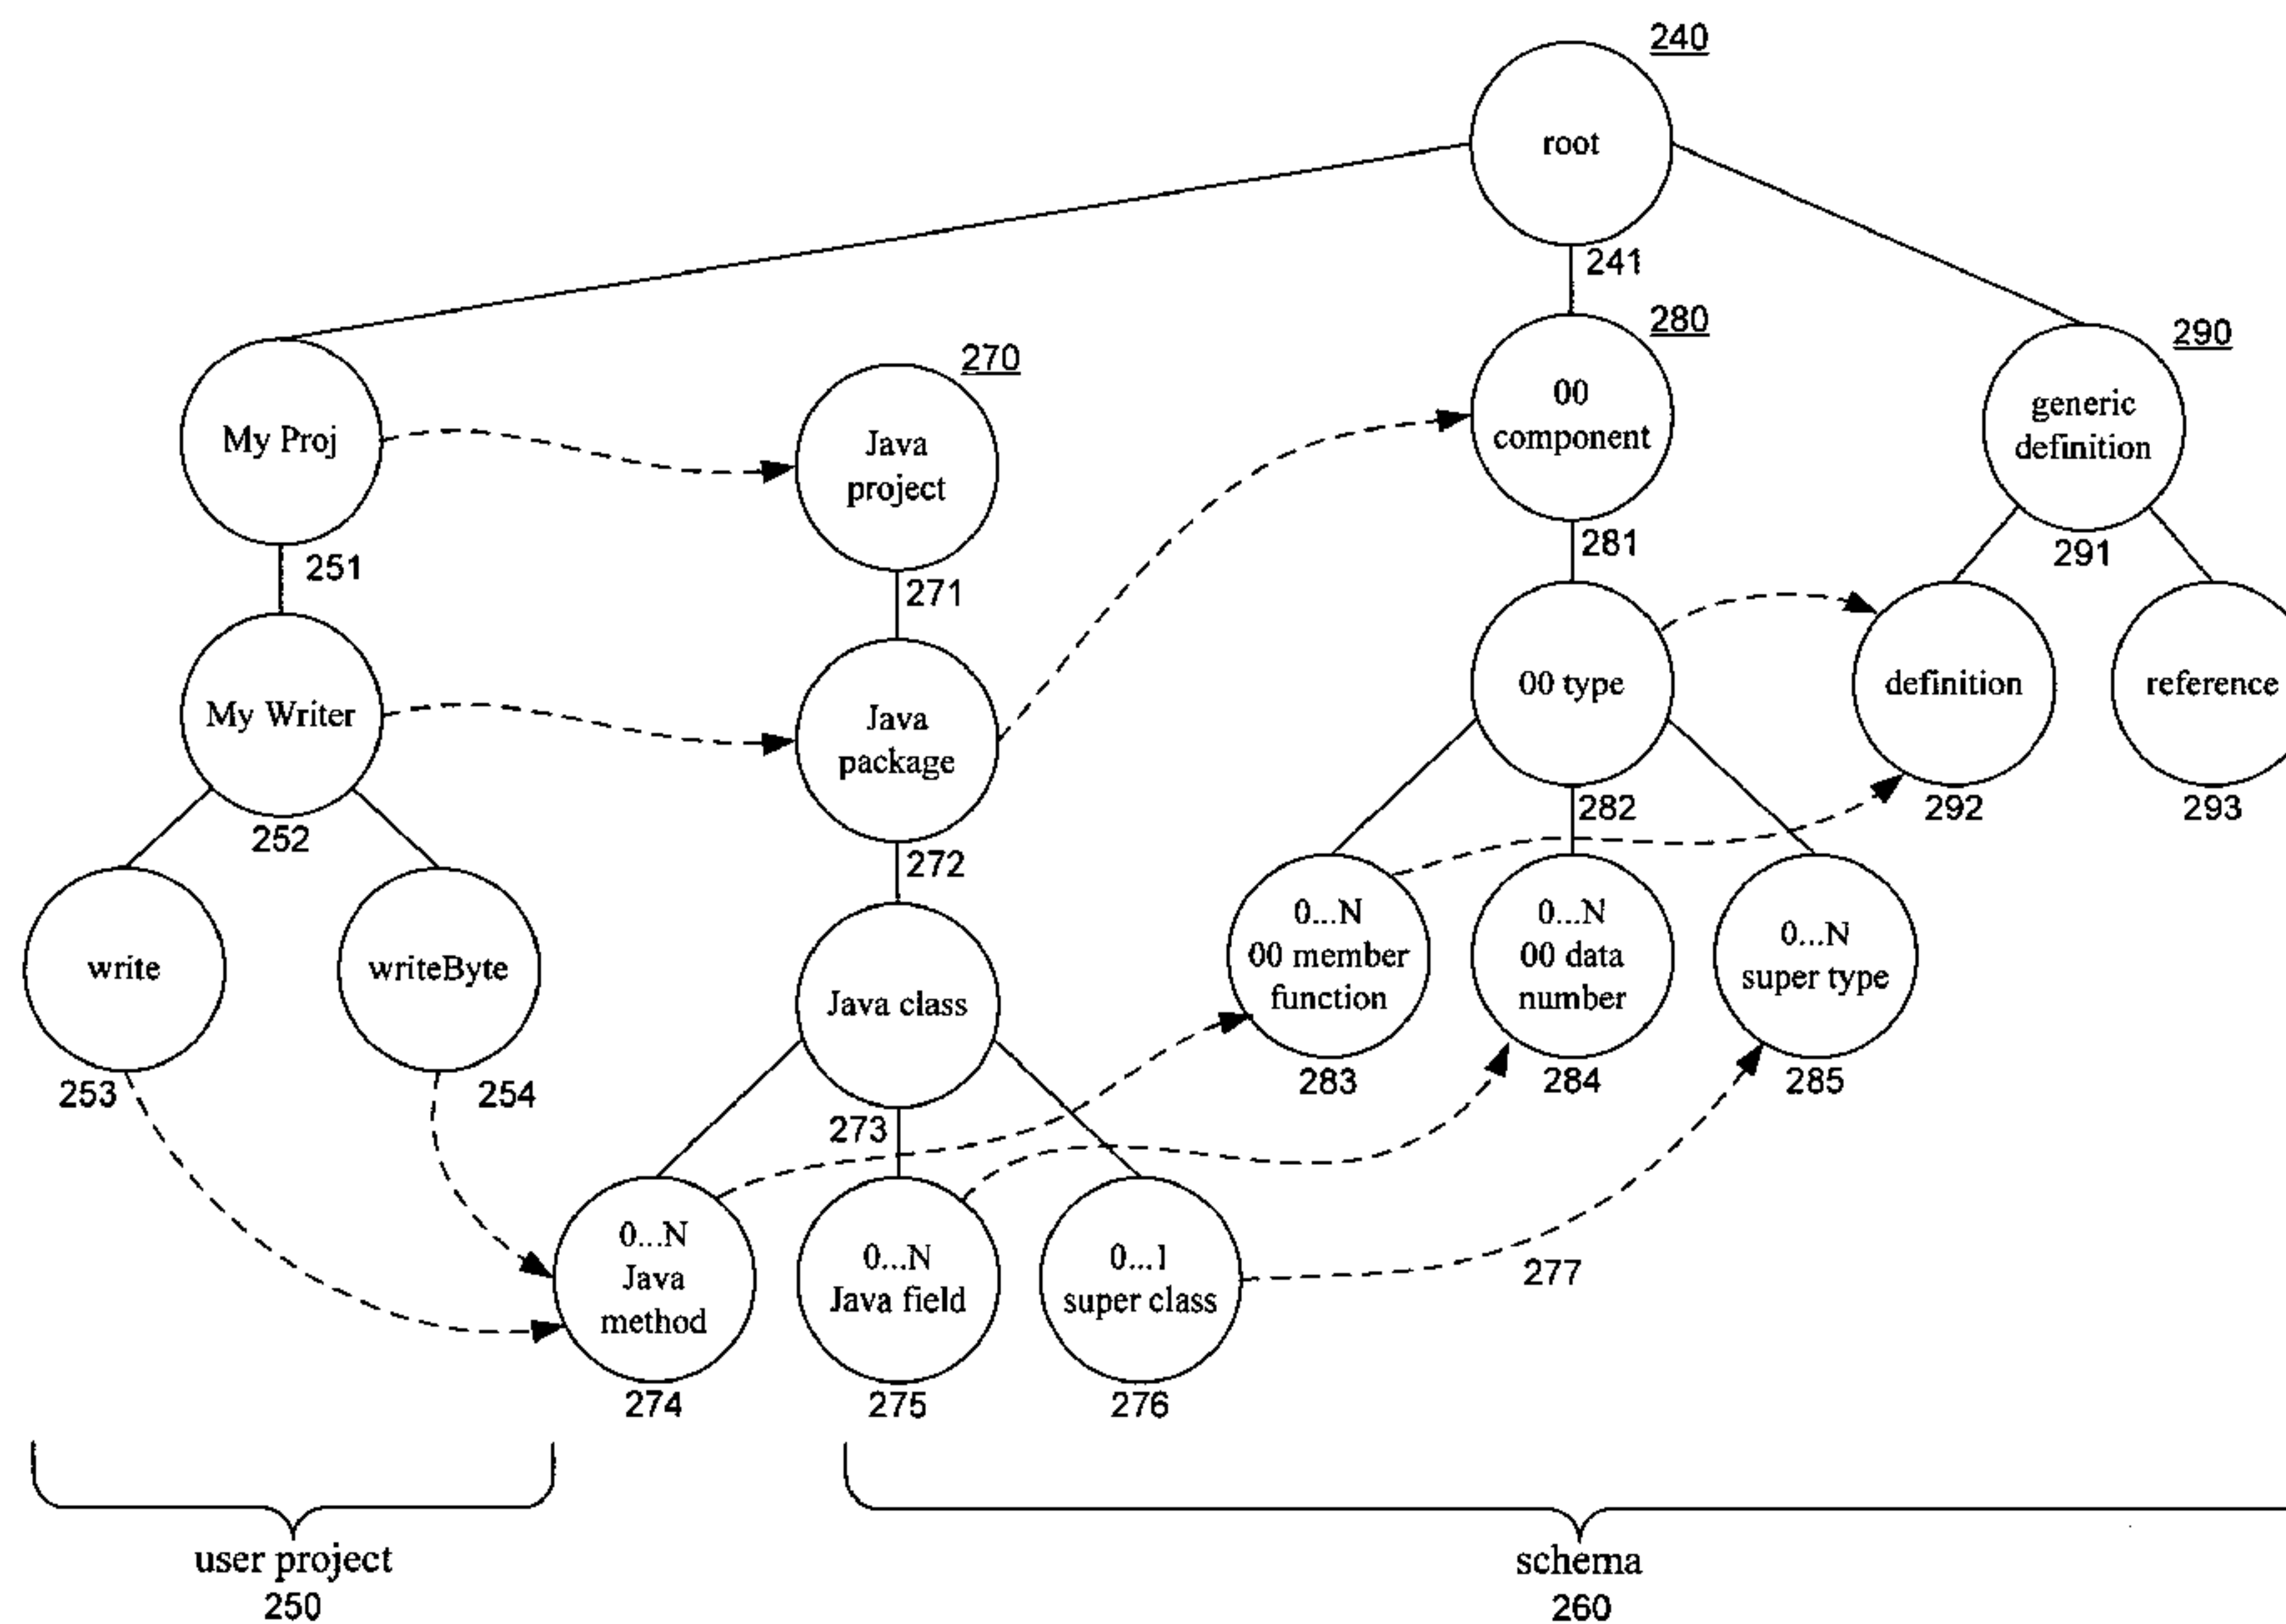 240
root
241
280
00
component
281
290
generic
definition
291
My Proj
251
270
Java
project
271
My Writer
252
Java
package
272
00 type
282
definition
292
reference
293
write
253
writeByte
254
Java class
273
0...N
00 member
function
283
0...N
00 data
number
284
0...N
super type
285
0...N
Java
method
274
0...N
Java field
275
0...1
super class
276
277
user project
250
schema
260